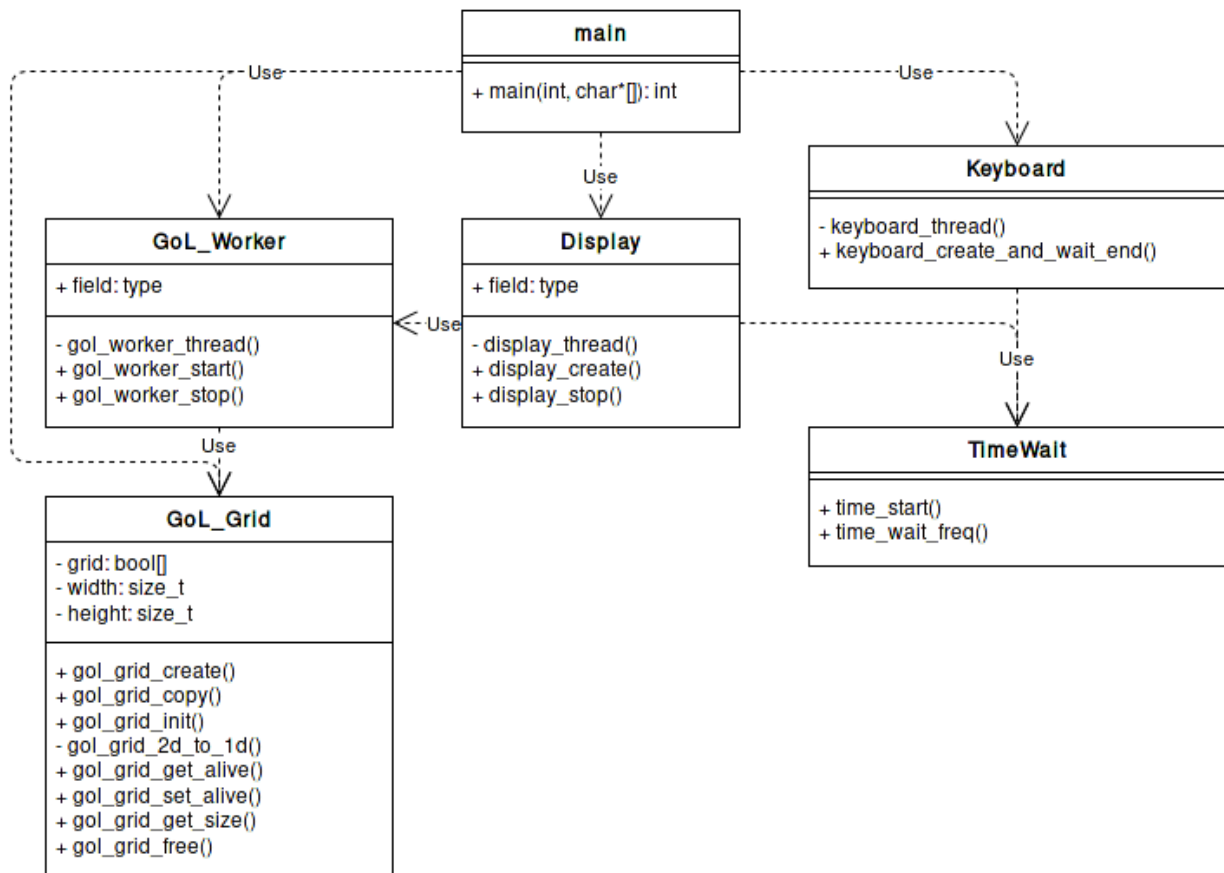 main
+ main(int, char*[]): int
Use
Use
Use
Keyboard
- keyboard_thread()
+ keyboard_create_and_wait_end()
GoL_Worker
+ field: type
- gol_worker_thread()
+ gol_worker_start()
+ gol_worker_stop()
Use
Display
+ field: type
- display_thread()
+ display_create()
+ display_stop()
Use
Use
TimeWait
+ time_start()
+ time_wait_freq()
GoL_Grid
- grid: bool[]
- width: size_t
- height: size_t
+ gol_grid_create()
+ gol_grid_copy()
+ gol_grid_init()
- gol_grid_2d_to_1d()
+ gol_grid_get_alive()
+ gol_grid_set_alive()
+ gol_grid_get_size()
+ gol_grid_free()